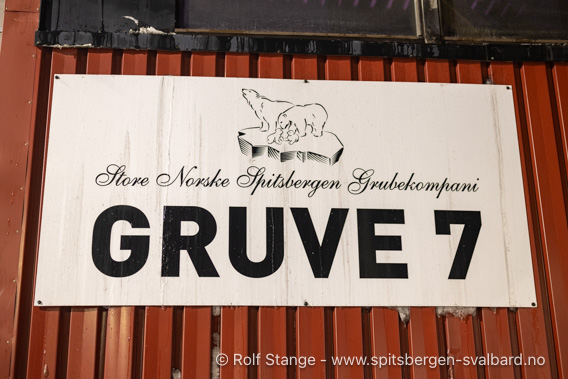 Store Norske Spitsbergen Grubekompani
GRUVE 7
© Rolf Stange - www.spitsbergen-svalbard.no